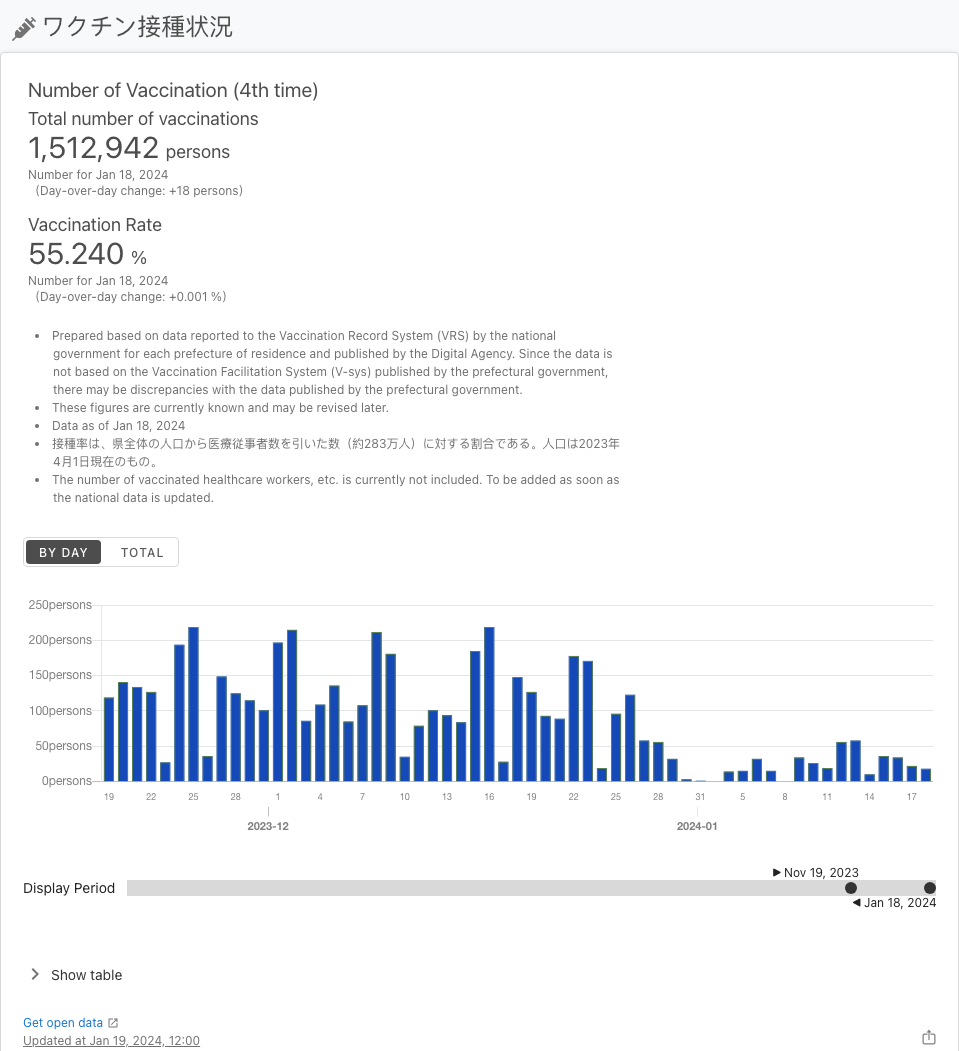 ワクチン接種状況
Number of Vaccination (4th time)
Total number of vaccinations
1,512,942 persons
Number for Jan 18, 2024
(Day-over-day change: +18 persons)
Vaccination Rate
55.240 %
Number for Jan 18, 2024
(Day-over-day change: +0.001 %)
• Prepared based on data reported to the Vaccination Record System (VRS) by the national
government for each prefecture of residence and published by the Digital Agency. Since the data is
not based on the Vaccination Facilitation System (V-sys) published by the prefectural government,
there may be discrepancies with the data published by the prefectural government.
• These figures are currently known and may be revised later.
• Data as of Jan 18, 2024
• 接種率は、県全体の人口から医療従事者数を引いた数（約283万人）に対する割合である。人口は2023年
4月1日現在のもの。
• The number of vaccinated healthcare workers, etc. is currently not included. To be added as soon as
the national data is updated.
BY DAY TOTAL
250persons
200persons
150persons
100persons
50persons
0persons
19 22 25 28 1 4 7 10 13 16 19 22 25 28 31 5 8 11 14 17
2023-12 2024-01
Nov 19, 2023
Display Period
Jan 18, 2024
Show table
Get open data
Updated at Jan 19, 2024, 12:00